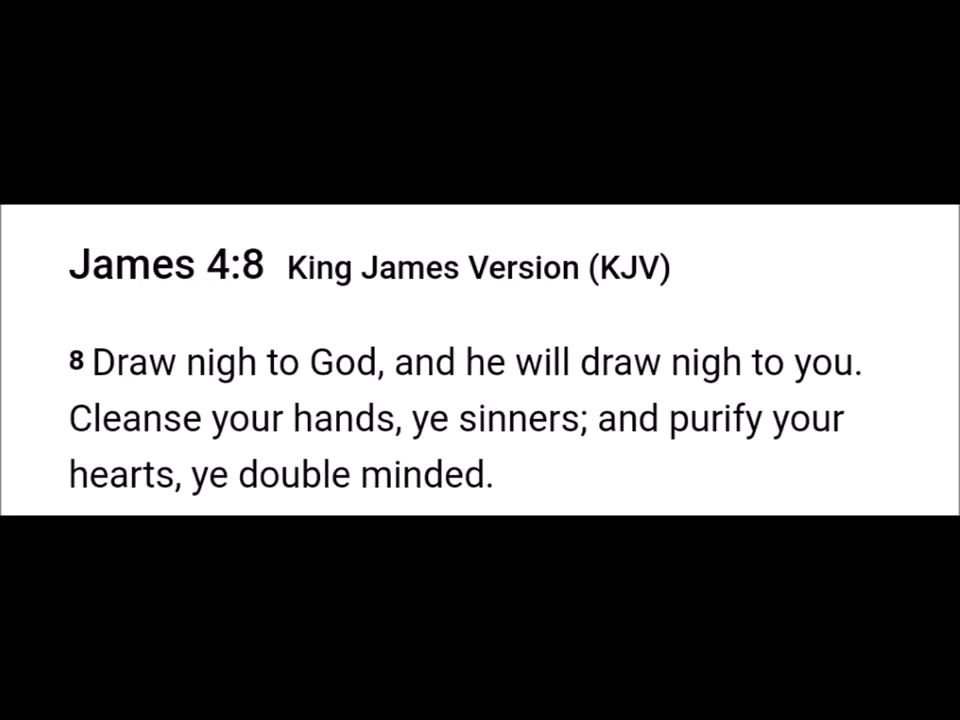 James 4:8 King James Version (KJV)
8 Draw nigh to God, and he will draw nigh to you.
Cleanse your hands, ye sinners; and purify your
hearts, ye double minded.